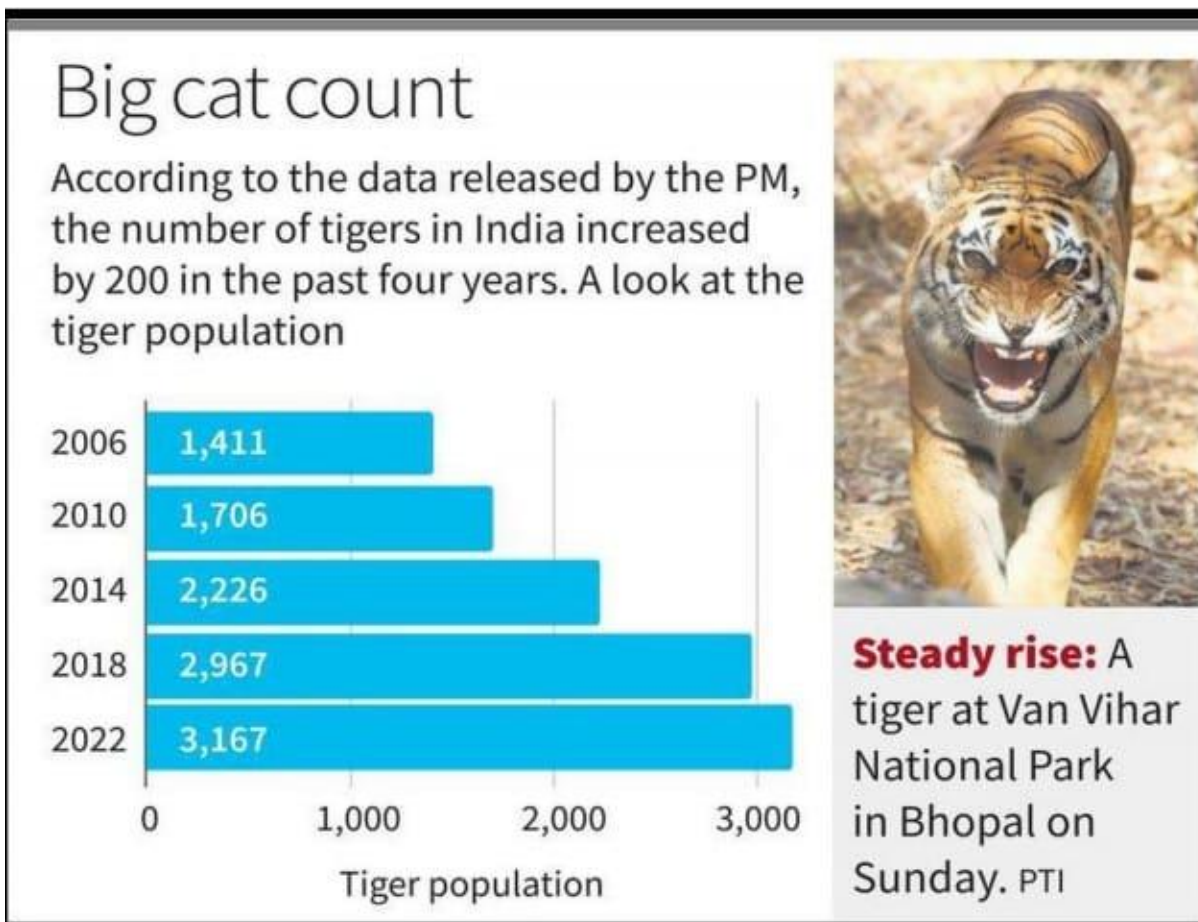 Big cat count
According to the data released by the PM,
the number of tigers in India increased
by 200 in the past four years. A look at the
tiger population
2006 1,411
2010 1,706
2014 2,226
2018 2,967
2022 3,167
0 1,000 2,000 3,000
Tiger population
Steady rise: A
tiger at Van Vihar
National Park
in Bhopal on
Sunday. PTI